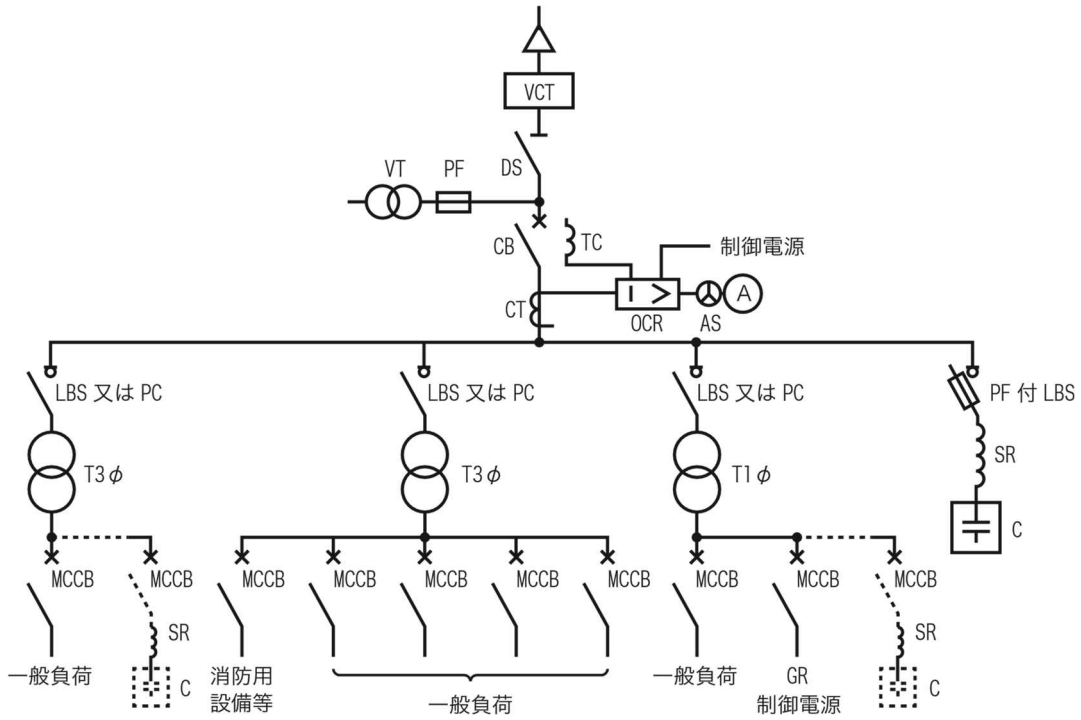 VCT
DS
VT
PF
CB
TC
制御電源
I >
OCR
AS
A
CT
LBS 又は PC
LBS 又は PC
LBS 又は PC
PF 付 LBS
T3φ
T3φ
T1φ
SR
C
MCCB
MCCB
MCCB
MCCB
MCCB
MCCB
MCCB
MCCB
MCCB
MCCB
SR
SR
C
C
一般負荷
消防用
設備等
一般負荷
一般負荷
GR
制御電源